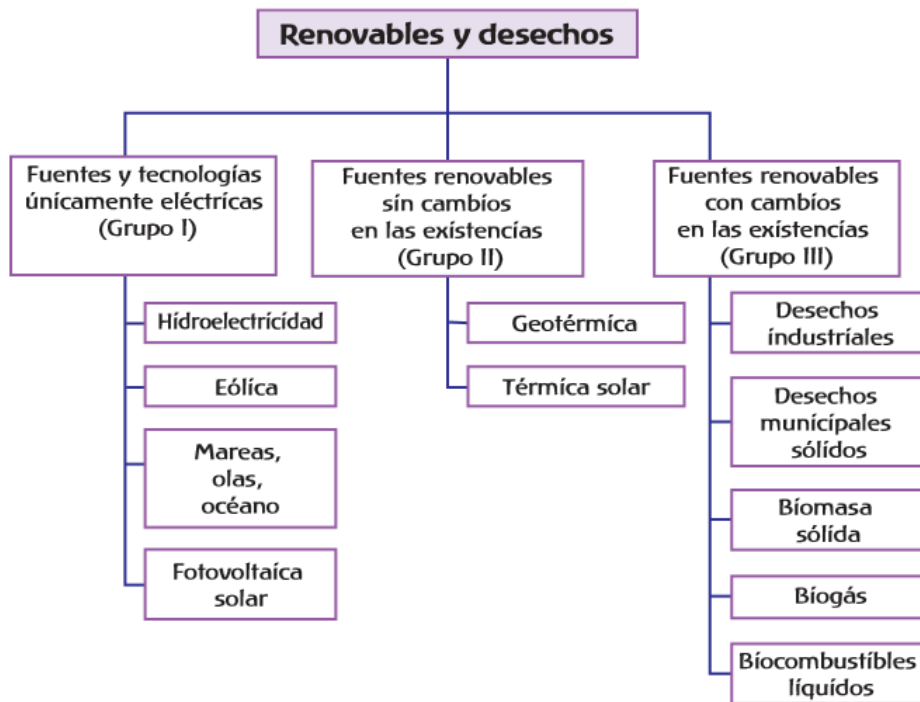 Renovables y desechos
Fuentes y tecnologías
únicamente eléctricas
(Grupo I)
Hidroelectricidad
Eólica
Mareas,
olas,
océano
Fotovoltaica
solar
Fuentes renovables
sin cambios
en las existencias
(Grupo II)
Geotérmica
Térmica solar
Fuentes renovables
con cambios
en las existencias
(Grupo III)
Desechos
industriales
Desechos
municipales
sólidos
Biomasa
sólida
Biogás
Biocombustibles
líquidos